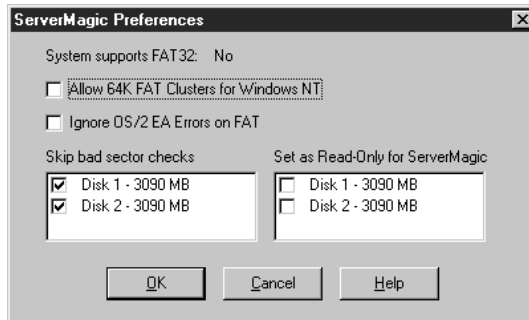 ServerMagic Preferences
System supports FAT32: No
Allow 64K FAT Clusters for Windows NT
Ignore OS/2 EA Errors on FAT
Skip bad sector checks
Disk 1 - 3090 MB
Disk 2 - 3090 MB
Set as Read-Only for ServerMagic
Disk 1 - 3090 MB
Disk 2 - 3090 MB
OK
Cancel
Help